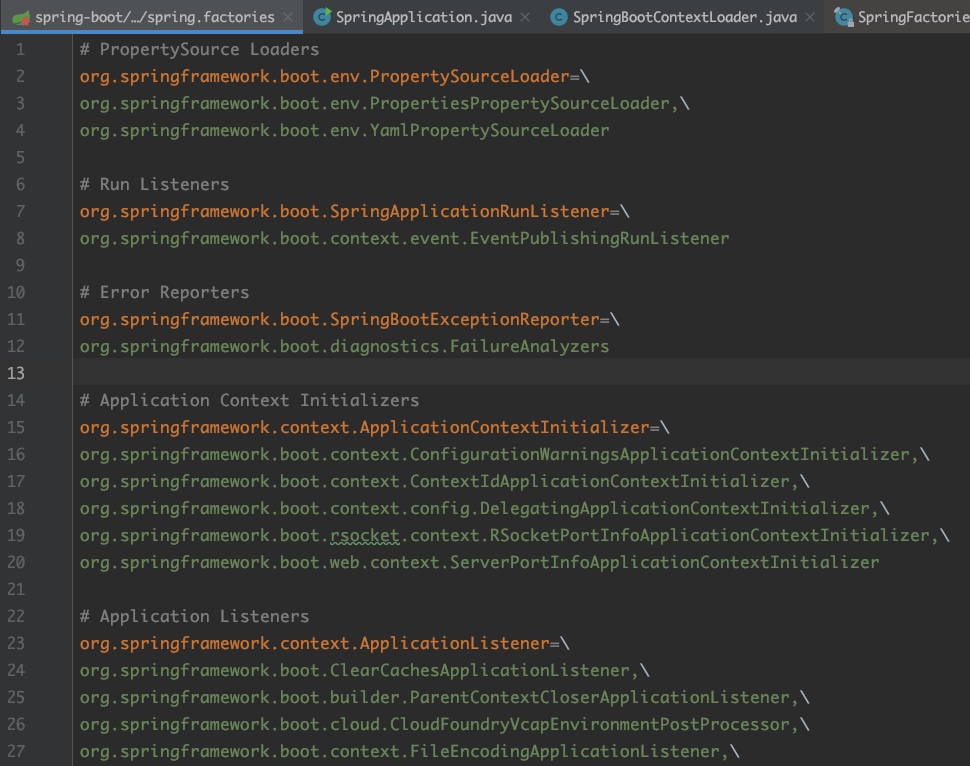 spring-boot/.../spring.factories × SpringApplication.java × SpringBootContextLoader.java × SpringFactorie
1 # PropertySource Loaders
2 org.springframework.boot.env.PropertySourceLoader=\
3 org.springframework.boot.env.PropertiesPropertySourceLoader,\
4 org.springframework.boot.env.YamlPropertySourceLoader
5
6 # Run Listeners
7 org.springframework.boot.SpringApplicationRunListener=\
8 org.springframework.boot.context.event.EventPublishingRunListener
9
10 # Error Reporters
11 org.springframework.boot.SpringBootExceptionReporter=\
12 org.springframework.boot.diagnostics.FailureAnalyzers
13
14 # Application Context Initializers
15 org.springframework.context.ApplicationContextInitializer=\
16 org.springframework.boot.context.ConfigurationWarningsApplicationContextInitializer,\
17 org.springframework.boot.context.ContextIdApplicationContextInitializer,\
18 org.springframework.boot.context.config.DelegatingApplicationContextInitializer,\
19 org.springframework.boot.rsocket.context.RSocketPortInfoApplicationContextInitializer,\
20 org.springframework.boot.web.context.ServerPortInfoApplicationContextInitializer
21
22 # Application Listeners
23 org.springframework.context.ApplicationListener=\
24 org.springframework.boot.ClearCachesApplicationListener,\
25 org.springframework.boot.builder.ParentContextCloserApplicationListener,\
26 org.springframework.boot.cloud.CloudFoundryVcapEnvironmentPostProcessor,\
27 org.springframework.boot.context.FileEncodingApplicationListener,\